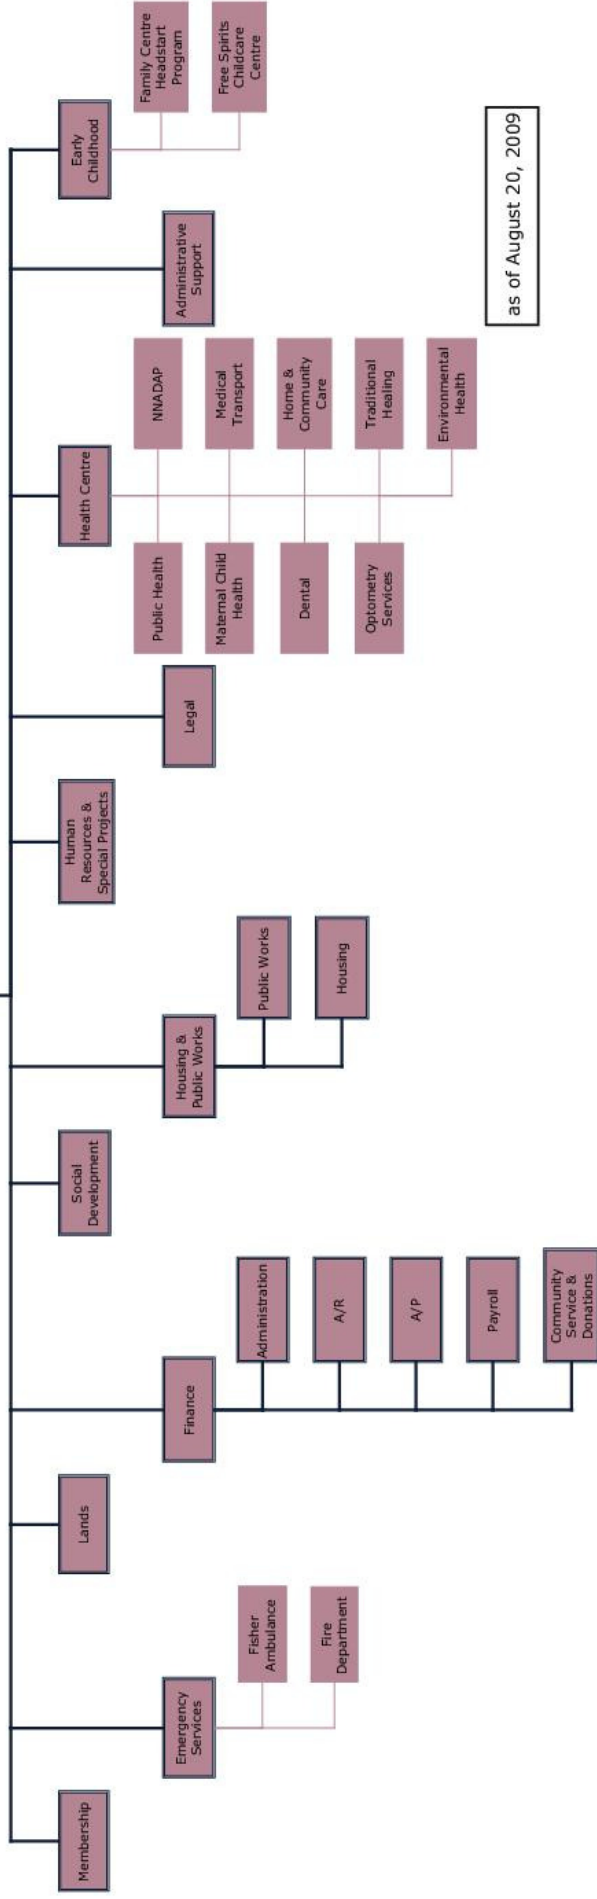 Membership
Emergency
Services
Fisher
Ambulance
Fire
Department
Lands
Finance
Administration
A/R
A/P
Payroll
Community
Service &
Donations
Social
Development
Housing &
Public Works
Public Works
Housing
Human
Resources &
Special Projects
Legal
Health Centre
Public Health
NNADAP
Maternal Child
Health
Medical
Transport
Dental
Home &
Community
Care
Optometry
Services
Traditional
Healing
Environmental
Health
Administrative
Support
Early
Childhood
Family Centre
Headstart
Program
Free Spirits
Childcare
Centre
as of August 20, 2009